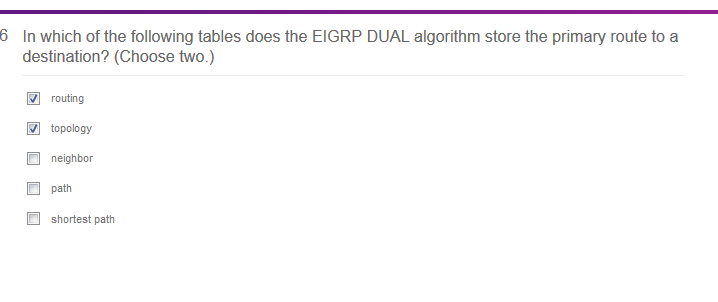 6 In which of the following tables does the EIGRP DUAL algorithm store the primary route to a
destination? (Choose two.)
routing
topology
neighbor
path
shortest path